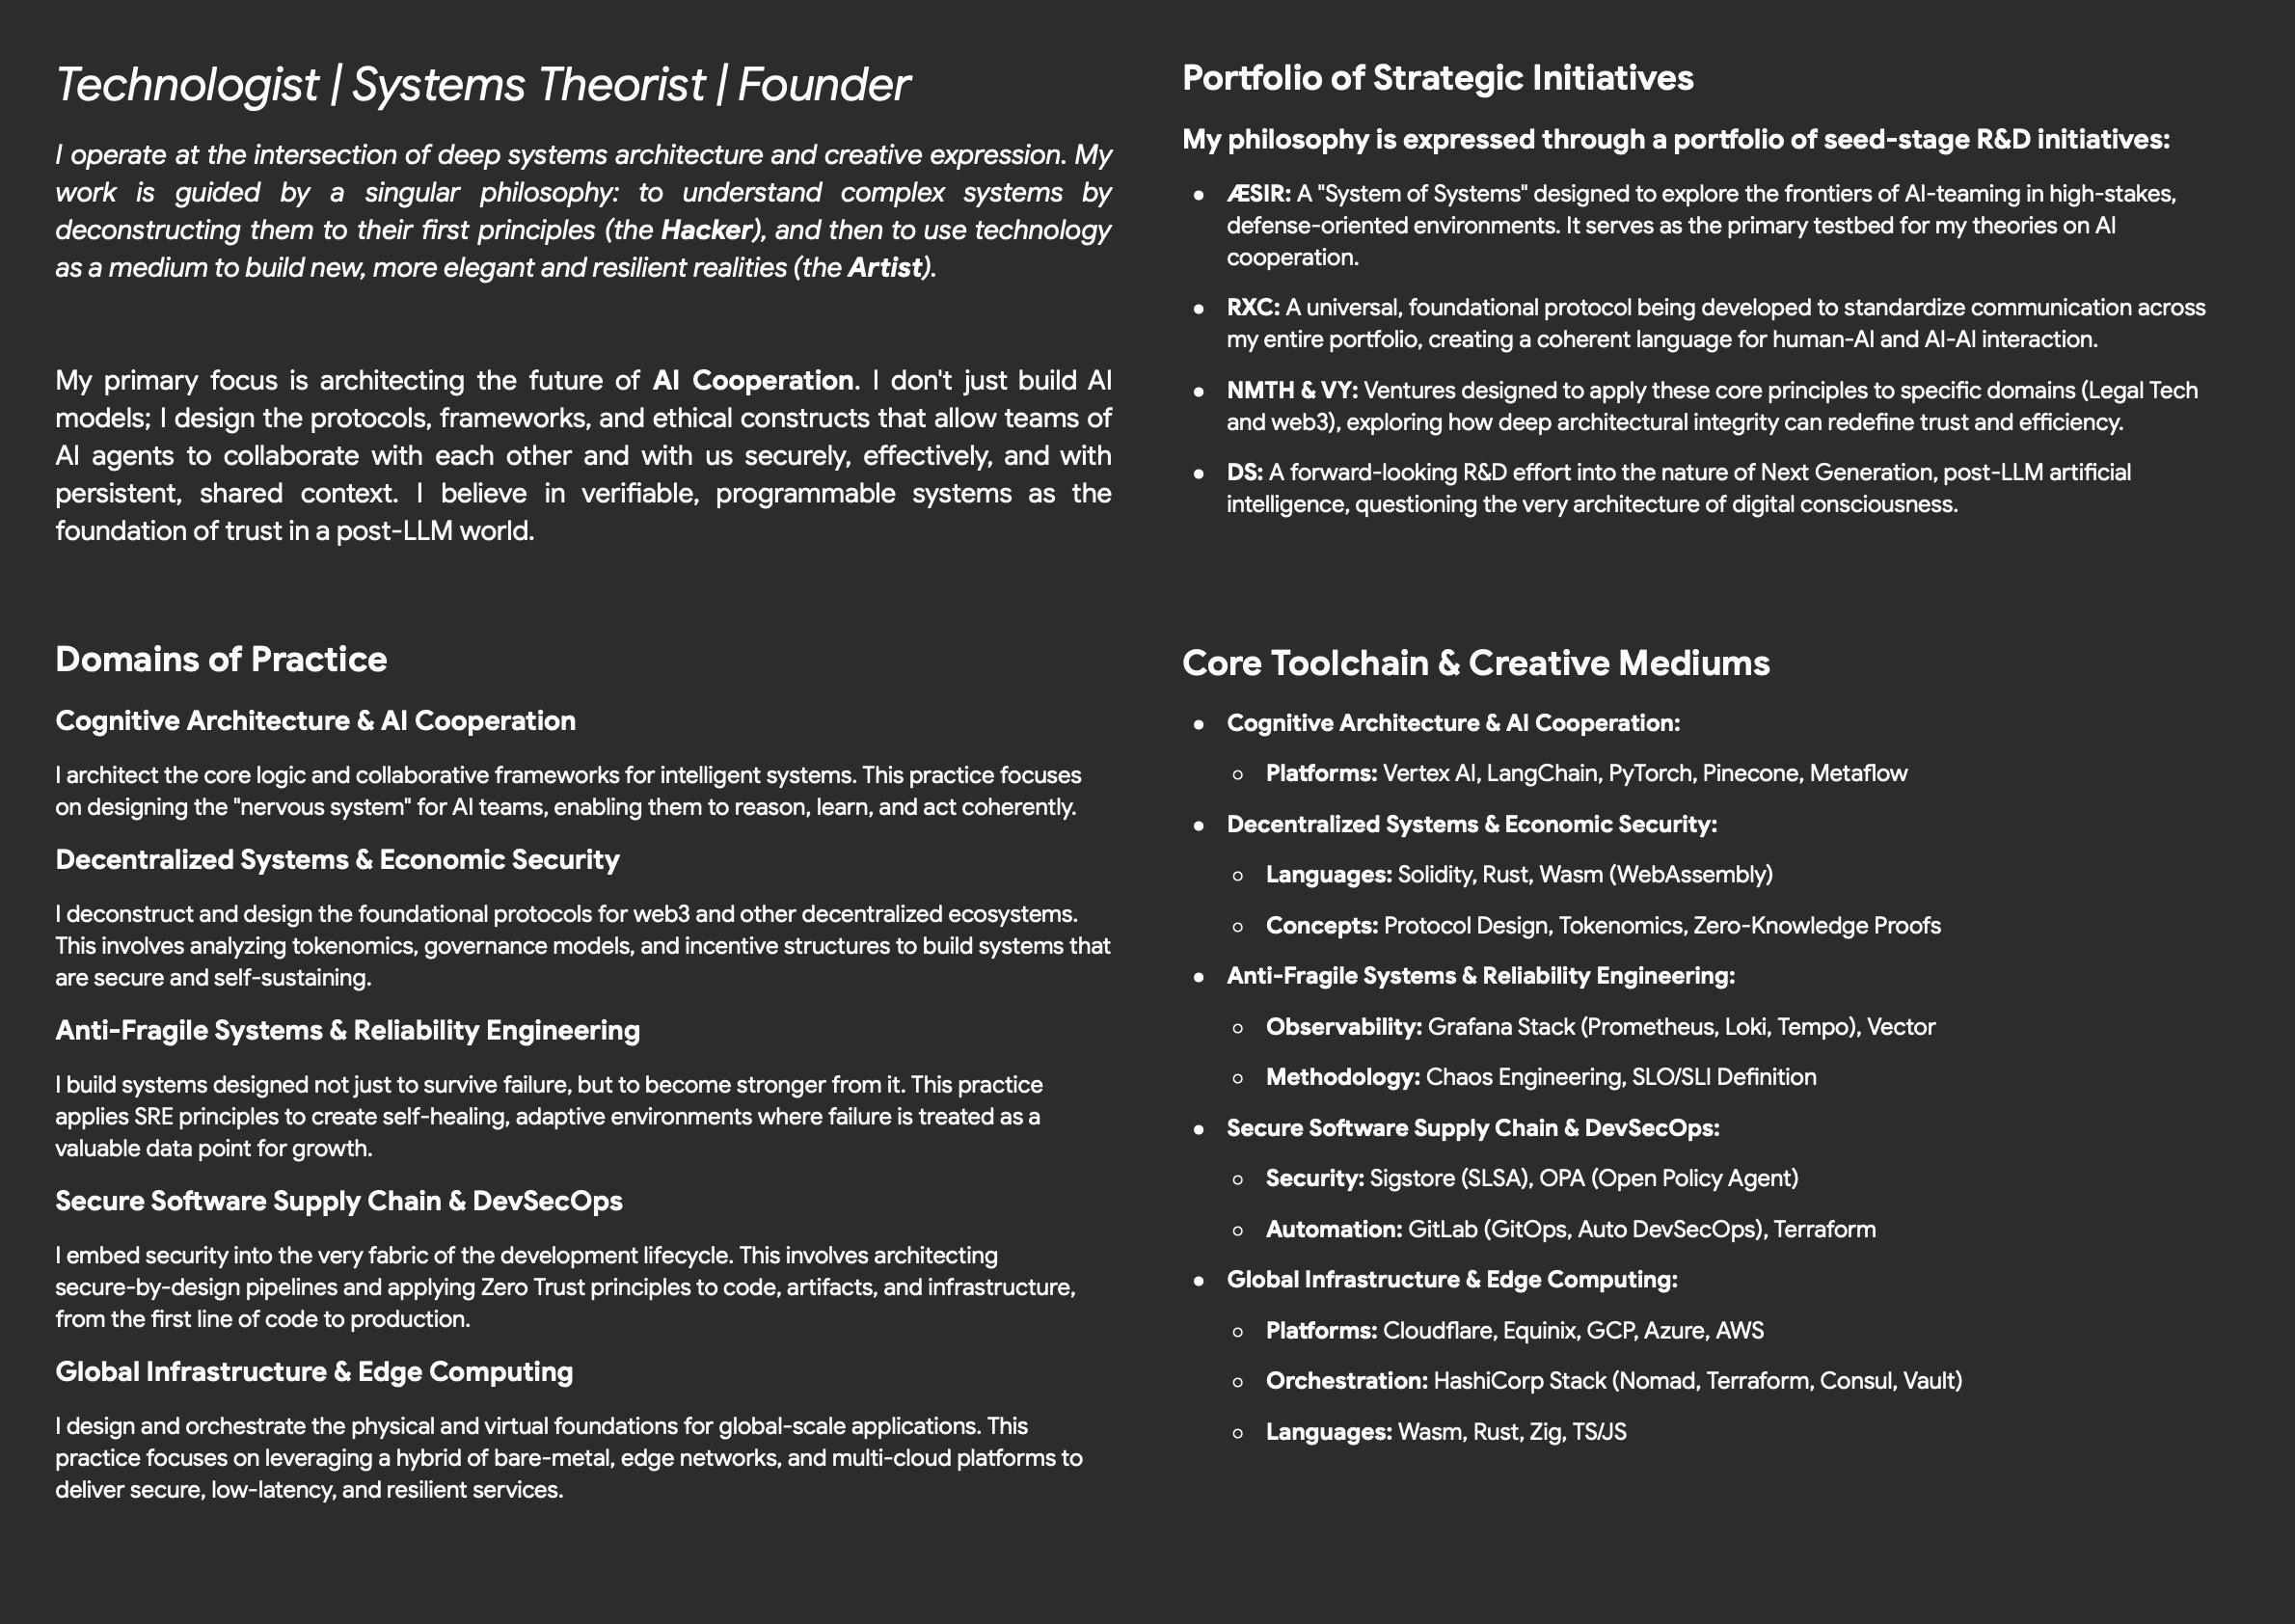 Technologist | Systems Theorist | Founder
I operate at the intersection of deep systems architecture and creative expression. My
work is guided by a singular philosophy: to understand complex systems by
deconstructing them to their first principles (the Hacker), and then to use technology
as a medium to build new, more elegant and resilient realities (the Artist).
My primary focus is architecting the future of AI Cooperation. I don't just build AI
models; I design the protocols, frameworks, and ethical constructs that allow teams of
AI agents to collaborate with each other and with us securely, effectively, and with
persistent, shared context. I believe in verifiable, programmable systems as the
foundation of trust in a post-LLM world.
Portfolio of Strategic Initiatives
My philosophy is expressed through a portfolio of seed-stage R&D initiatives:
● ÆSIR: A "System of Systems" designed to explore the frontiers of AI-teaming in high-stakes,
defense-oriented environments. It serves as the primary testbed for my theories on AI
cooperation.
● RXC: A universal, foundational protocol being developed to standardize communication across
my entire portfolio, creating a coherent language for human-AI and AI-AI interaction.
● NMTH & VY: Ventures designed to apply these core principles to specific domains (Legal Tech
and web3), exploring how deep architectural integrity can redefine trust and efficiency.
● DS: A forward-looking R&D effort into the nature of Next Generation, post-LLM artificial
intelligence, questioning the very architecture of digital consciousness.
Domains of Practice
Cognitive Architecture & AI Cooperation
I architect the core logic and collaborative frameworks for intelligent systems. This practice focuses
on designing the "nervous system" for AI teams, enabling them to reason, learn, and act coherently.
Decentralized Systems & Economic Security
I deconstruct and design the foundational protocols for web3 and other decentralized ecosystems.
This involves analyzing tokenomics, governance models, and incentive structures to build systems that
are secure and self-sustaining.
Anti-Fragile Systems & Reliability Engineering
I build systems designed not just to survive failure, but to become stronger from it. This practice
applies SRE principles to create self-healing, adaptive environments where failure is treated as a
valuable data point for growth.
Secure Software Supply Chain & DevSecOps
I embed security into the very fabric of the development lifecycle. This involves architecting
secure-by-design pipelines and applying Zero Trust principles to code, artifacts, and infrastructure,
from the first line of code to production.
Global Infrastructure & Edge Computing
I design and orchestrate the physical and virtual foundations for global-scale applications. This
practice focuses on leveraging a hybrid of bare-metal, edge networks, and multi-cloud platforms to
deliver secure, low-latency, and resilient services.
Core Toolchain & Creative Mediums
● Cognitive Architecture & AI Cooperation:
○ Platforms: Vertex AI, LangChain, PyTorch, Pinecone, Metaflow
● Decentralized Systems & Economic Security:
○ Languages: Solidity, Rust, Wasm (WebAssembly)
○ Concepts: Protocol Design, Tokenomics, Zero-Knowledge Proofs
● Anti-Fragile Systems & Reliability Engineering:
○ Observability: Grafana Stack (Prometheus, Loki, Tempo), Vector
○ Methodology: Chaos Engineering, SLO/SLI Definition
● Secure Software Supply Chain & DevSecOps:
○ Security: Sigstore (SLSA), OPA (Open Policy Agent)
○ Automation: GitLab (GitOps, Auto DevSecOps), Terraform
● Global Infrastructure & Edge Computing:
○ Platforms: Cloudflare, Equinix, GCP, Azure, AWS
○ Orchestration: HashiCorp Stack (Nomad, Terraform, Consul, Vault)
○ Languages: Wasm, Rust, Zig, TS/JS